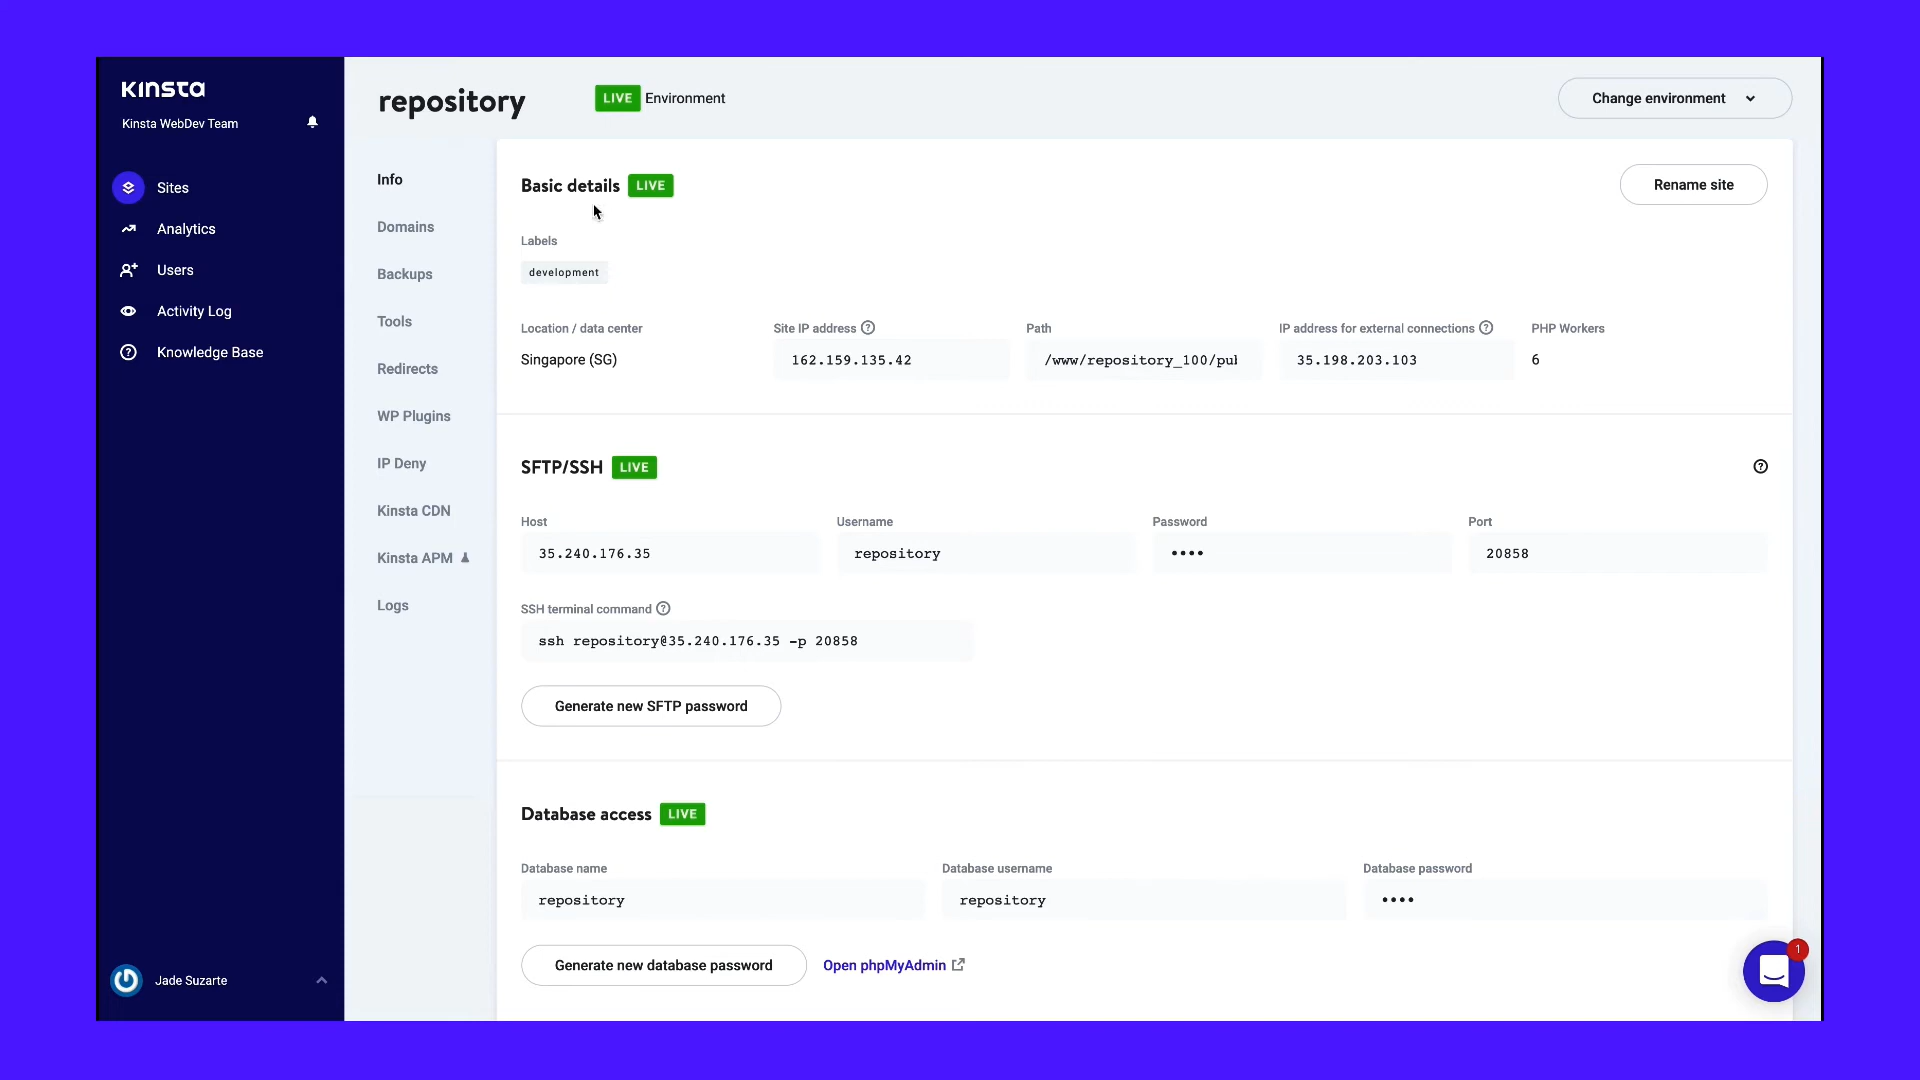 Kinsta
Kinsta WebDev Team
Sites
Analytics
Users
Activity Log
Knowledge Base
Jade Suzarte
repository
LIVE Environment
Change environment
Info
Domains
Backups
Tools
Redirects
WP Plugins
IP Deny
Kinsta CDN
Kinsta APM
Logs
Basic details LIVE
Rename site
Labels
development
Location / data center
Singapore (SG)
Site IP address
162.159.135.42
Path
/www/repository_100/pul
IP address for external connections
35.198.203.103
PHP Workers
6
SFTP/SSH LIVE
Host
35.240.176.35
Username
repository
Password
••••
Port
20858
SSH terminal command
ssh repository@35.240.176.35 -p 20858
Generate new SFTP password
Database access LIVE
Database name
repository
Database username
repository
Database password
••••
Generate new database password
Open phpMyAdmin
1